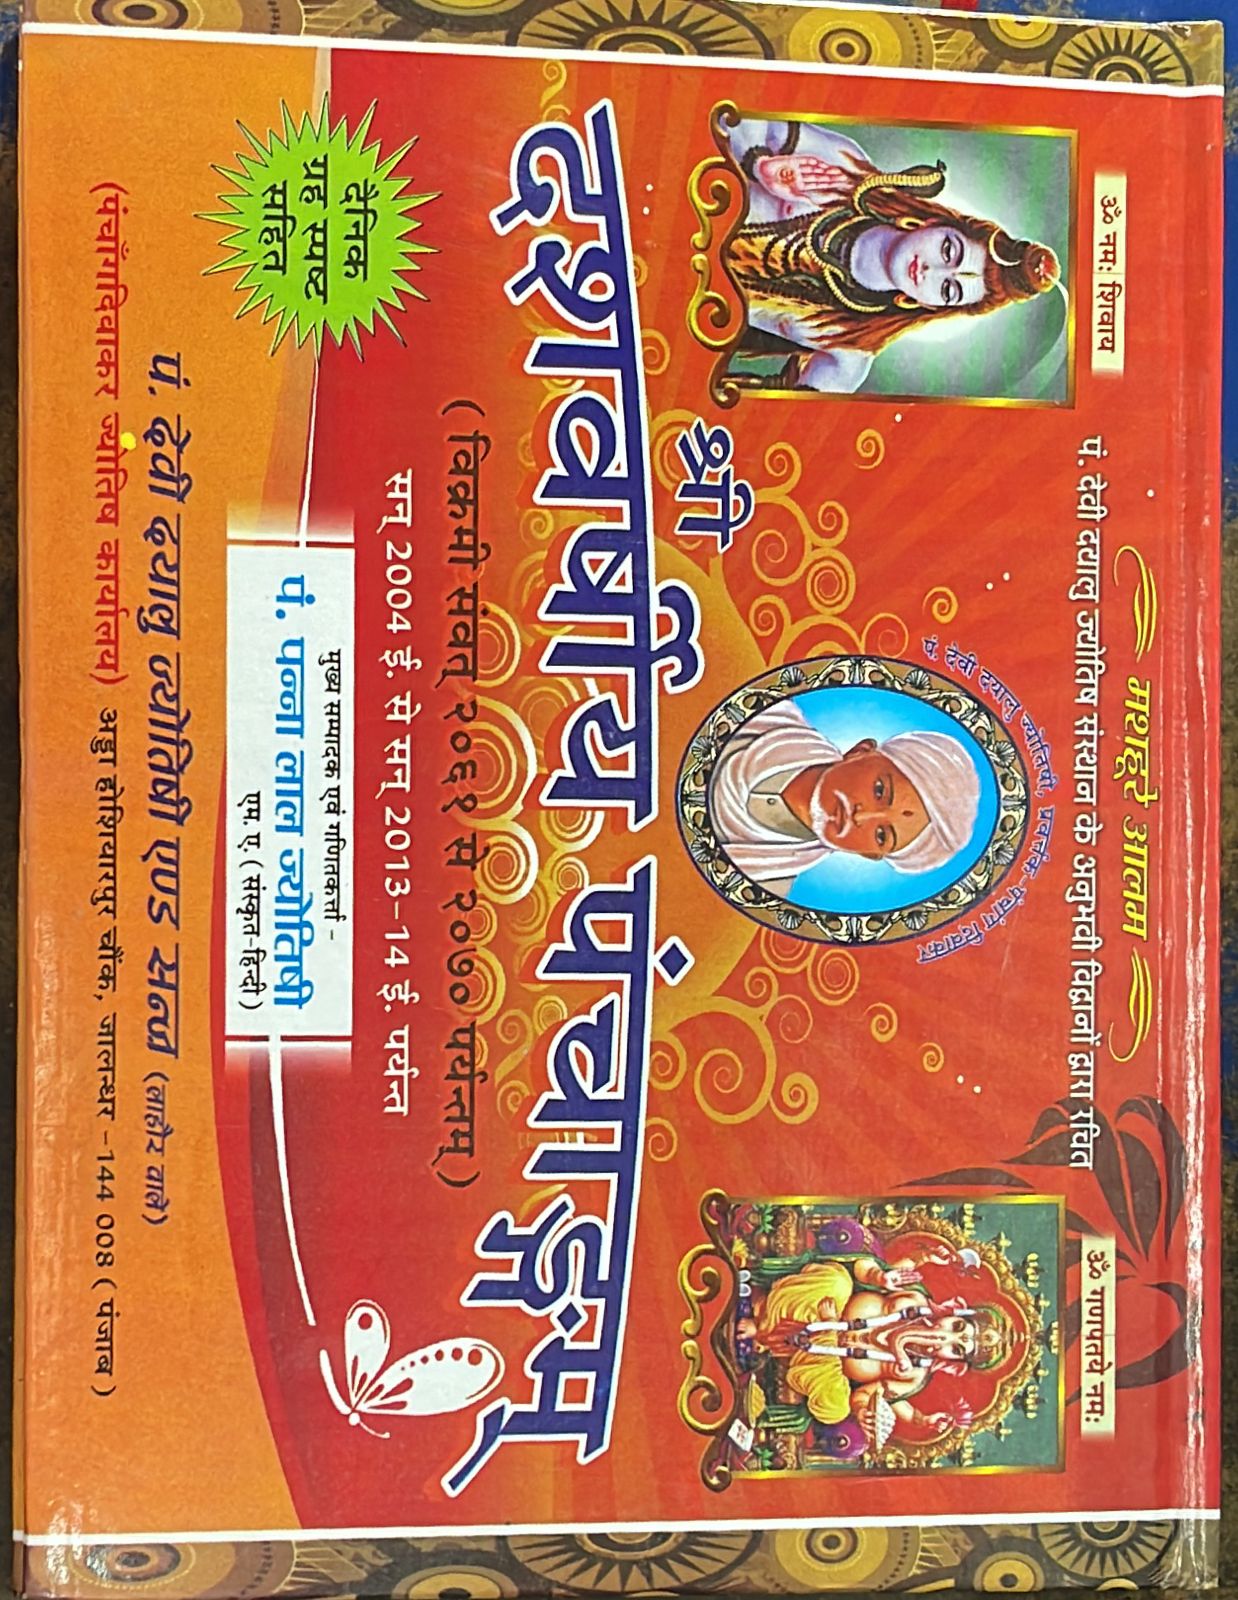 मशहूरे आलम
ॐ नमः शिवाय
पं. देवी दयालु ज्योतिष संस्थान के अनुभवी विद्वानों द्वारा रचित
ॐ गणपतये नमः
पं. देवी दयालु ज्योतिषी, प्रवर्त्तक-पंचांग दिवाकर
श्री
दशवर्षीय पंचाङ्गम्
( विक्रमी संवत् २०६१ से २०७० पर्यन्तम् )
सन् 2004 ई. से सन् 2013-14 ई. पर्यन्त
दैनिक
ग्रह स्पष्ट
सहित
मुख्य सम्पादक एवं गणितकर्त्ता -
पं. पन्ना लाल ज्योतिषी
एम. ए. ( संस्कृत-हिन्दी )
पं. देवी दयालु ज्योतिषी एण्ड सन्ज़ (लाहौर वाले)
(पंचाँगदिवाकर ज्योतिष कार्यालय) अड्डा होशियारपुर चौंक, जालन्धर -144 008 ( पंजाब )